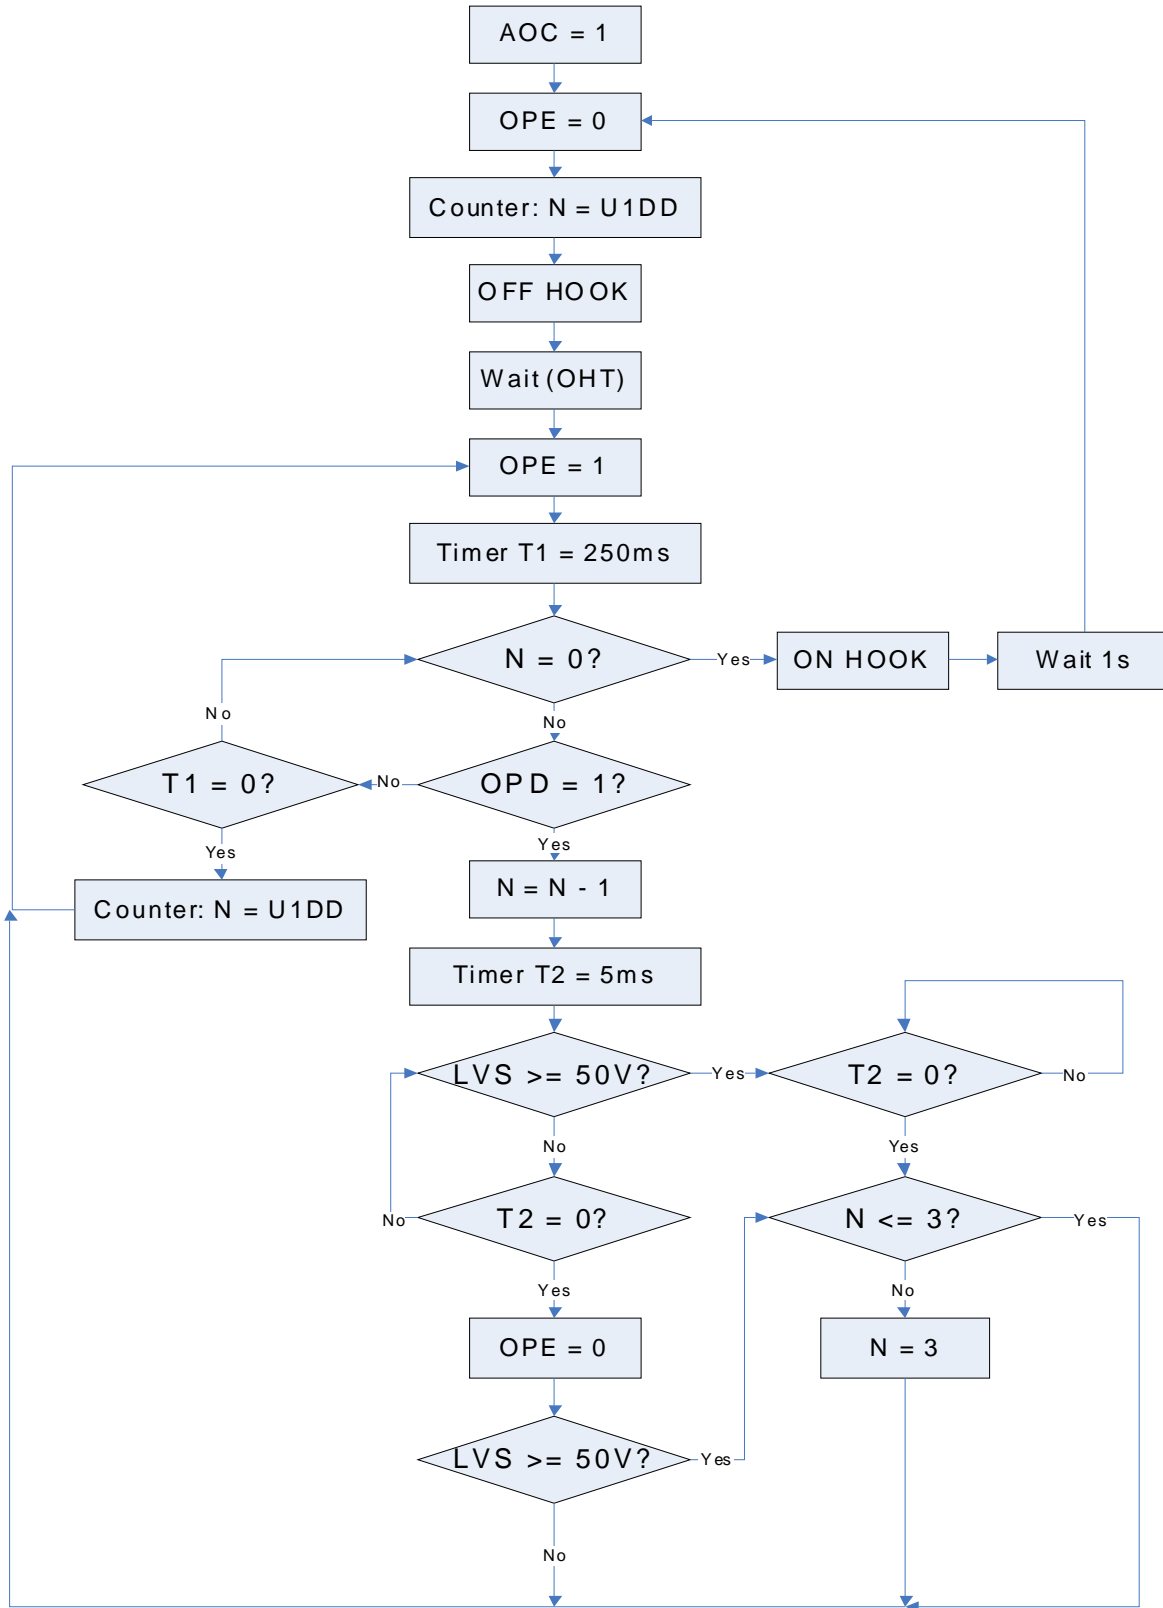 AOC = 1
OPE = 0
Counter: N = U1DD
OFF HOOK
Wait (OHT)
OPE = 1
Timer T1 = 250ms
N = 0?
Yes
ON HOOK
Wait 1s
No
No
T1 = 0?
No
OPD = 1?
Yes
Yes
Counter: N = U1DD
N = N - 1
Timer T2 = 5ms
LVS >= 50V?
Yes
T2 = 0?
No
No
Yes
No
T2 = 0?
N <= 3?
Yes
Yes
No
OPE = 0
N = 3
LVS >= 50V?
Yes
No